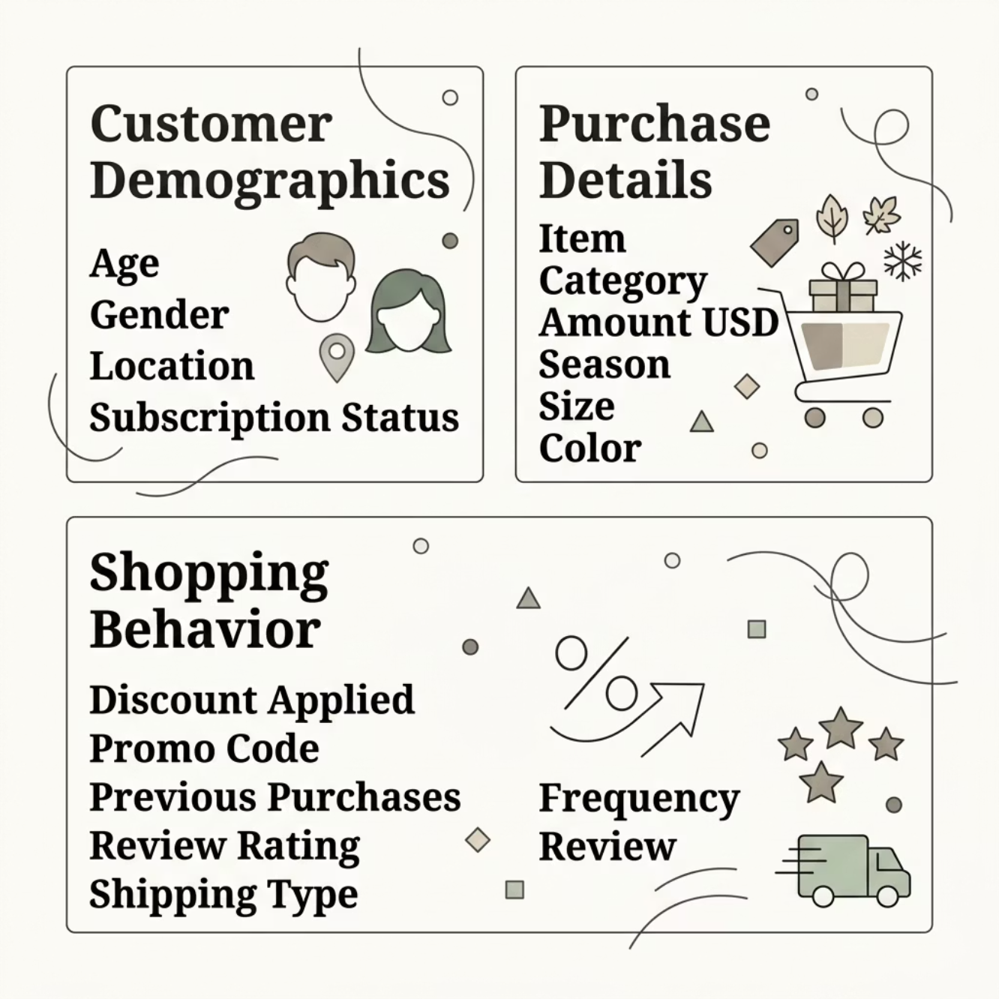 Customer
Demographics
Age
Gender
Location
Subscription Status
Purchase
Details
Item
Category
Amount USD
Season
Size
Color
Shopping
Behavior
Discount Applied
Promo Code
Previous Purchases
Review Rating
Shipping Type
%
Frequency
Review